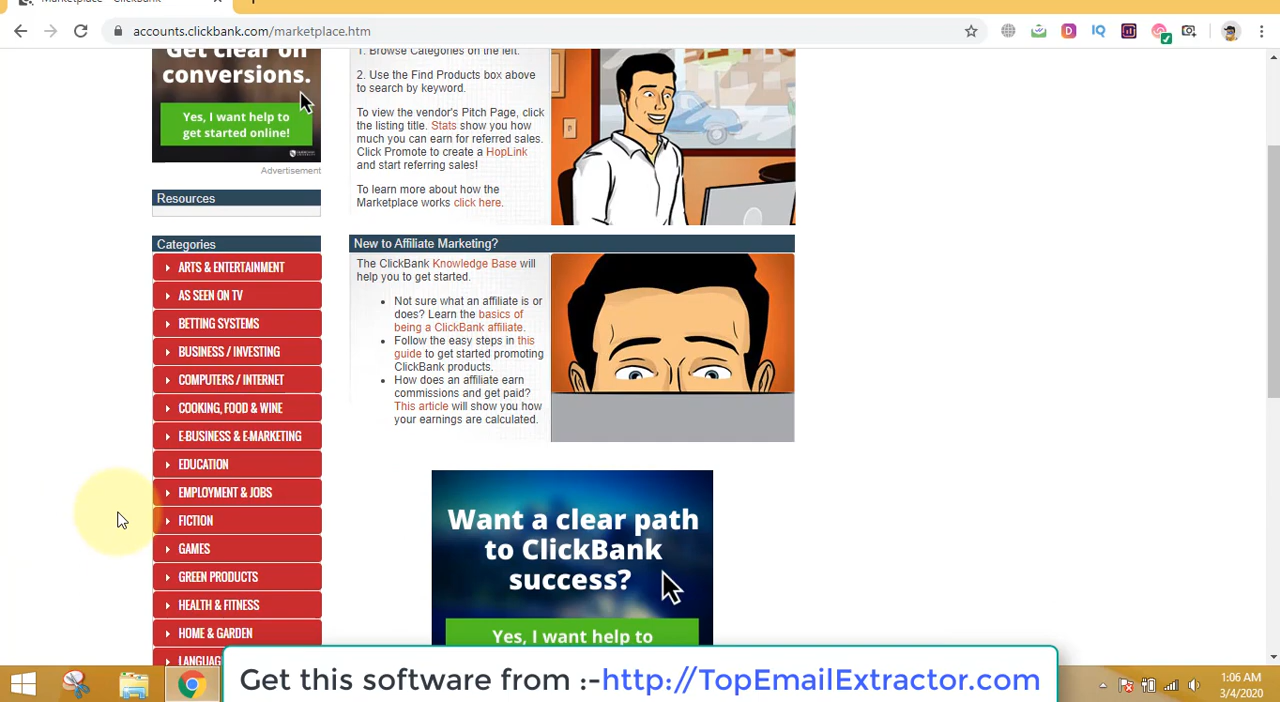 Marketplace - ClickBank
accounts.clickbank.com/marketplace.htm
Get clear on
conversions.
Yes, I want help to
get started online!
Advertisement
Resources
Categories
ARTS & ENTERTAINMENT
AS SEEN ON TV
BETTING SYSTEMS
BUSINESS / INVESTING
COMPUTERS / INTERNET
COOKING, FOOD & WINE
E-BUSINESS & E-MARKETING
EDUCATION
EMPLOYMENT & JOBS
FICTION
GAMES
GREEN PRODUCTS
HEALTH & FITNESS
HOME & GARDEN
LANGUAG
1. Browse Categories on the left.
2. Use the Find Products box above
to search by keyword.
To view the vendor's Pitch Page, click
the listing title. Stats show you how
much you can earn for referred sales.
Click Promote to create a HopLink
and start referring sales!
To learn more about how the
Marketplace works click here.
New to Affiliate Marketing?
The ClickBank Knowledge Base will
help you to get started.
• Not sure what an affiliate is or
does? Learn the basics of
being a ClickBank affiliate.
• Follow the easy steps in this
guide to get started promoting
ClickBank products.
• How does an affiliate earn
commissions and get paid?
This article will show you how
your earnings are calculated.
Want a clear path
to ClickBank
success?
Yes, I want help to
Get this software from :-http://TopEmailExtractor.com
1:06 AM
3/4/2020